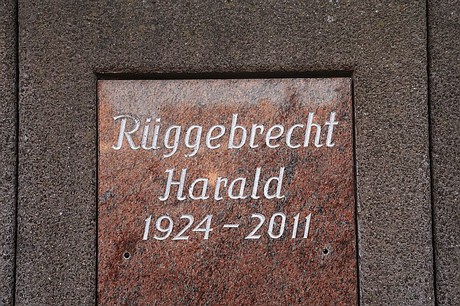 Rüggebrecht
Harald
1924 – 2011